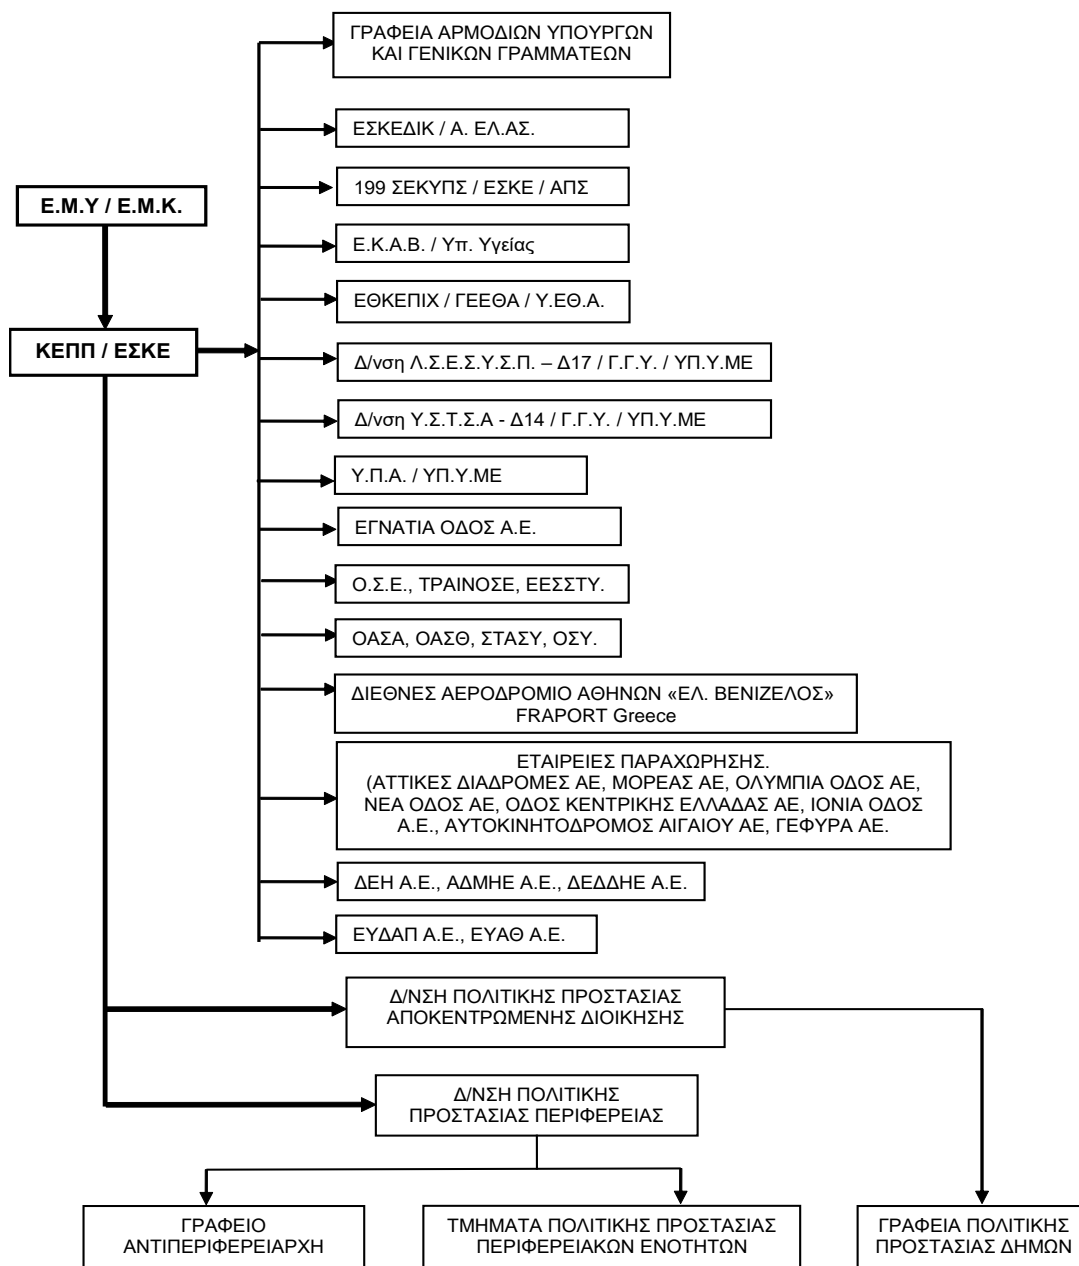 ΓΡΑΦΕΙΑ ΑΡΜΟΔΙΩΝ ΥΠΟΥΡΓΩΝ
ΚΑΙ ΓΕΝΙΚΩΝ ΓΡΑΜΜΑΤΕΩΝ
ΕΣΚΕΔΙΚ / Α. ΕΛ.ΑΣ.
199 ΣΕΚΥΠΣ / ΕΣΚΕ / ΑΠΣ
Ε.Μ.Υ / Ε.Μ.Κ.
Ε.Κ.Α.Β. / Υπ. Υγείας
ΕΘΚΕΠΙΧ / ΓΕΕΘΑ / Υ.ΕΘ.Α.
ΚΕΠΠ / ΕΣΚΕ
Δ/νση Λ.Σ.Ε.Σ.Υ.Σ.Π. – Δ17 / Γ.Γ.Υ. / ΥΠ.Υ.ΜΕ
Δ/νση Υ.Σ.Τ.Σ.Α - Δ14 / Γ.Γ.Υ. / ΥΠ.Υ.ΜΕ
Υ.Π.Α. / ΥΠ.Υ.ΜΕ
ΕΓΝΑΤΙΑ ΟΔΟΣ Α.Ε.
Ο.Σ.Ε., ΤΡΑΙΝΟΣΕ, ΕΕΣΣΤΥ.
ΟΑΣΑ, ΟΑΣΘ, ΣΤΑΣΥ, ΟΣΥ.
ΔΙΕΘΝΕΣ ΑΕΡΟΔΡΟΜΙΟ ΑΘΗΝΩΝ «ΕΛ. ΒΕΝΙΖΕΛΟΣ»
FRAPORT Greece
ΕΤΑΙΡΕΙΕΣ ΠΑΡΑΧΩΡΗΣΗΣ.
(ΑΤΤΙΚΕΣ ΔΙΑΔΡΟΜΕΣ ΑΕ, ΜΟΡΕΑΣ ΑΕ, ΟΛΥΜΠΙΑ ΟΔΟΣ ΑΕ,
ΝΕΑ ΟΔΟΣ ΑΕ, ΟΔΟΣ ΚΕΝΤΡΙΚΗΣ ΕΛΛΑΔΑΣ ΑΕ, ΙΟΝΙΑ ΟΔΟΣ
Α.Ε., ΑΥΤΟΚΙΝΗΤΟΔΡΟΜΟΣ ΑΙΓΑΙΟΥ ΑΕ, ΓΕΦΥΡΑ ΑΕ.
ΔΕΗ Α.Ε., ΑΔΜΗΕ Α.Ε., ΔΕΔΔΗΕ Α.Ε.
ΕΥΔΑΠ Α.Ε., ΕΥΑΘ Α.Ε.
Δ/ΝΣΗ ΠΟΛΙΤΙΚΗΣ ΠΡΟΣΤΑΣΙΑΣ
ΑΠΟΚΕΝΤΡΩΜΕΝΗΣ ΔΙΟΙΚΗΣΗΣ
Δ/ΝΣΗ ΠΟΛΙΤΙΚΗΣ
ΠΡΟΣΤΑΣΙΑΣ ΠΕΡΙΦΕΡΕΙΑΣ
ΓΡΑΦΕΙΟ
ΑΝΤΙΠΕΡΙΦΕΡΕΙΑΡΧΗ
ΤΜΗΜΑΤΑ ΠΟΛΙΤΙΚΗΣ ΠΡΟΣΤΑΣΙΑΣ
ΠΕΡΙΦΕΡΕΙΑΚΩΝ ΕΝΟΤΗΤΩΝ
ΓΡΑΦΕΙΑ ΠΟΛΙΤΙΚΗΣ
ΠΡΟΣΤΑΣΙΑΣ ΔΗΜΩΝ